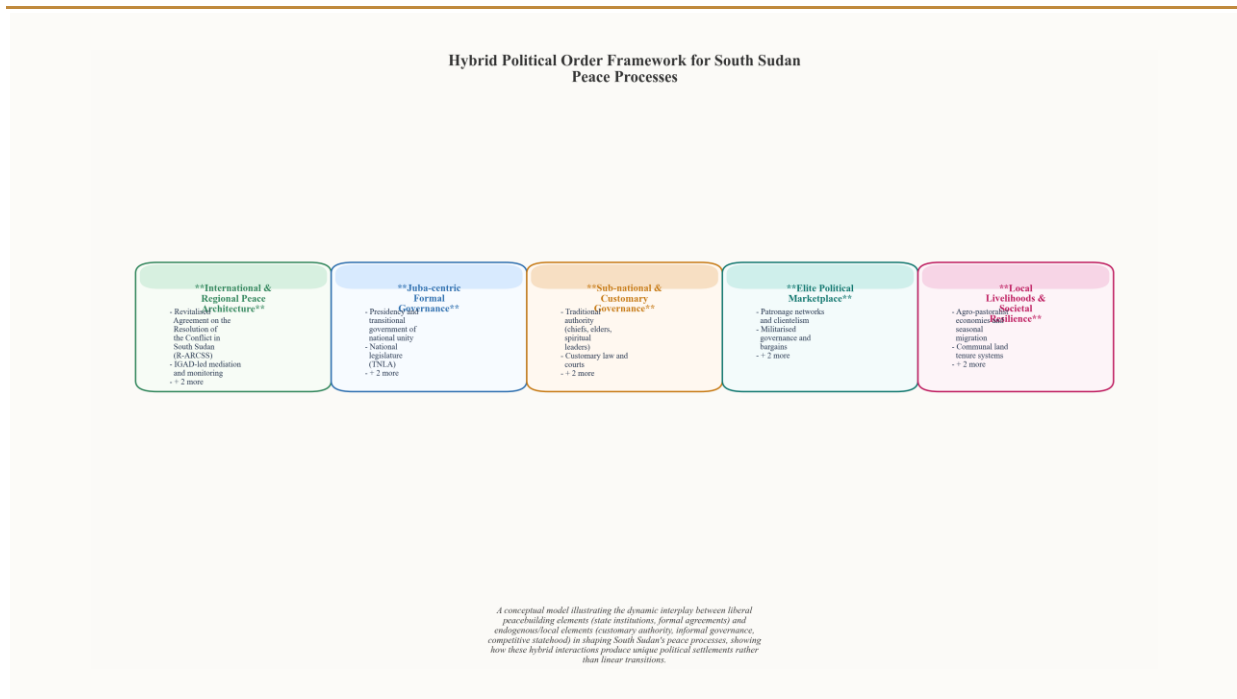 Hybrid Political Order Framework for South Sudan
Peace Processes
**International &
Regional Peace
Architecture**
- Revitalised
Agreement on the
Resolution of
the Conflict in
South Sudan
(R-ARCSS)
- IGAD-led mediation
and monitoring
- + 2 more
**Juba-centric
Formal
Governance**
- Presidency and
transitional
government of
national unity
- National
legislature
(TNLA)
- + 2 more
**Sub-national &
Customary
Governance**
- Traditional
authority
(chiefs, elders,
spiritual
leaders)
- Customary law and
courts
- + 2 more
**Elite Political
Marketplace**
- Patronage networks
and clientelism
- Militarised
governance and
bargains
- + 2 more
**Local
Livelihoods &
Societal
Resilience**
- Agro-pastoralist
economies and
seasonal
migration
- Communal land
tenure systems
- + 2 more
A conceptual model illustrating the dynamic interplay between liberal
peacebuilding elements (state institutions, formal agreements) and
endogenous/local elements (customary authority, informal governance,
competitive statehood) in shaping South Sudan's peace processes, showing
how these hybrid interactions produce unique political settlements rather
than linear transitions.